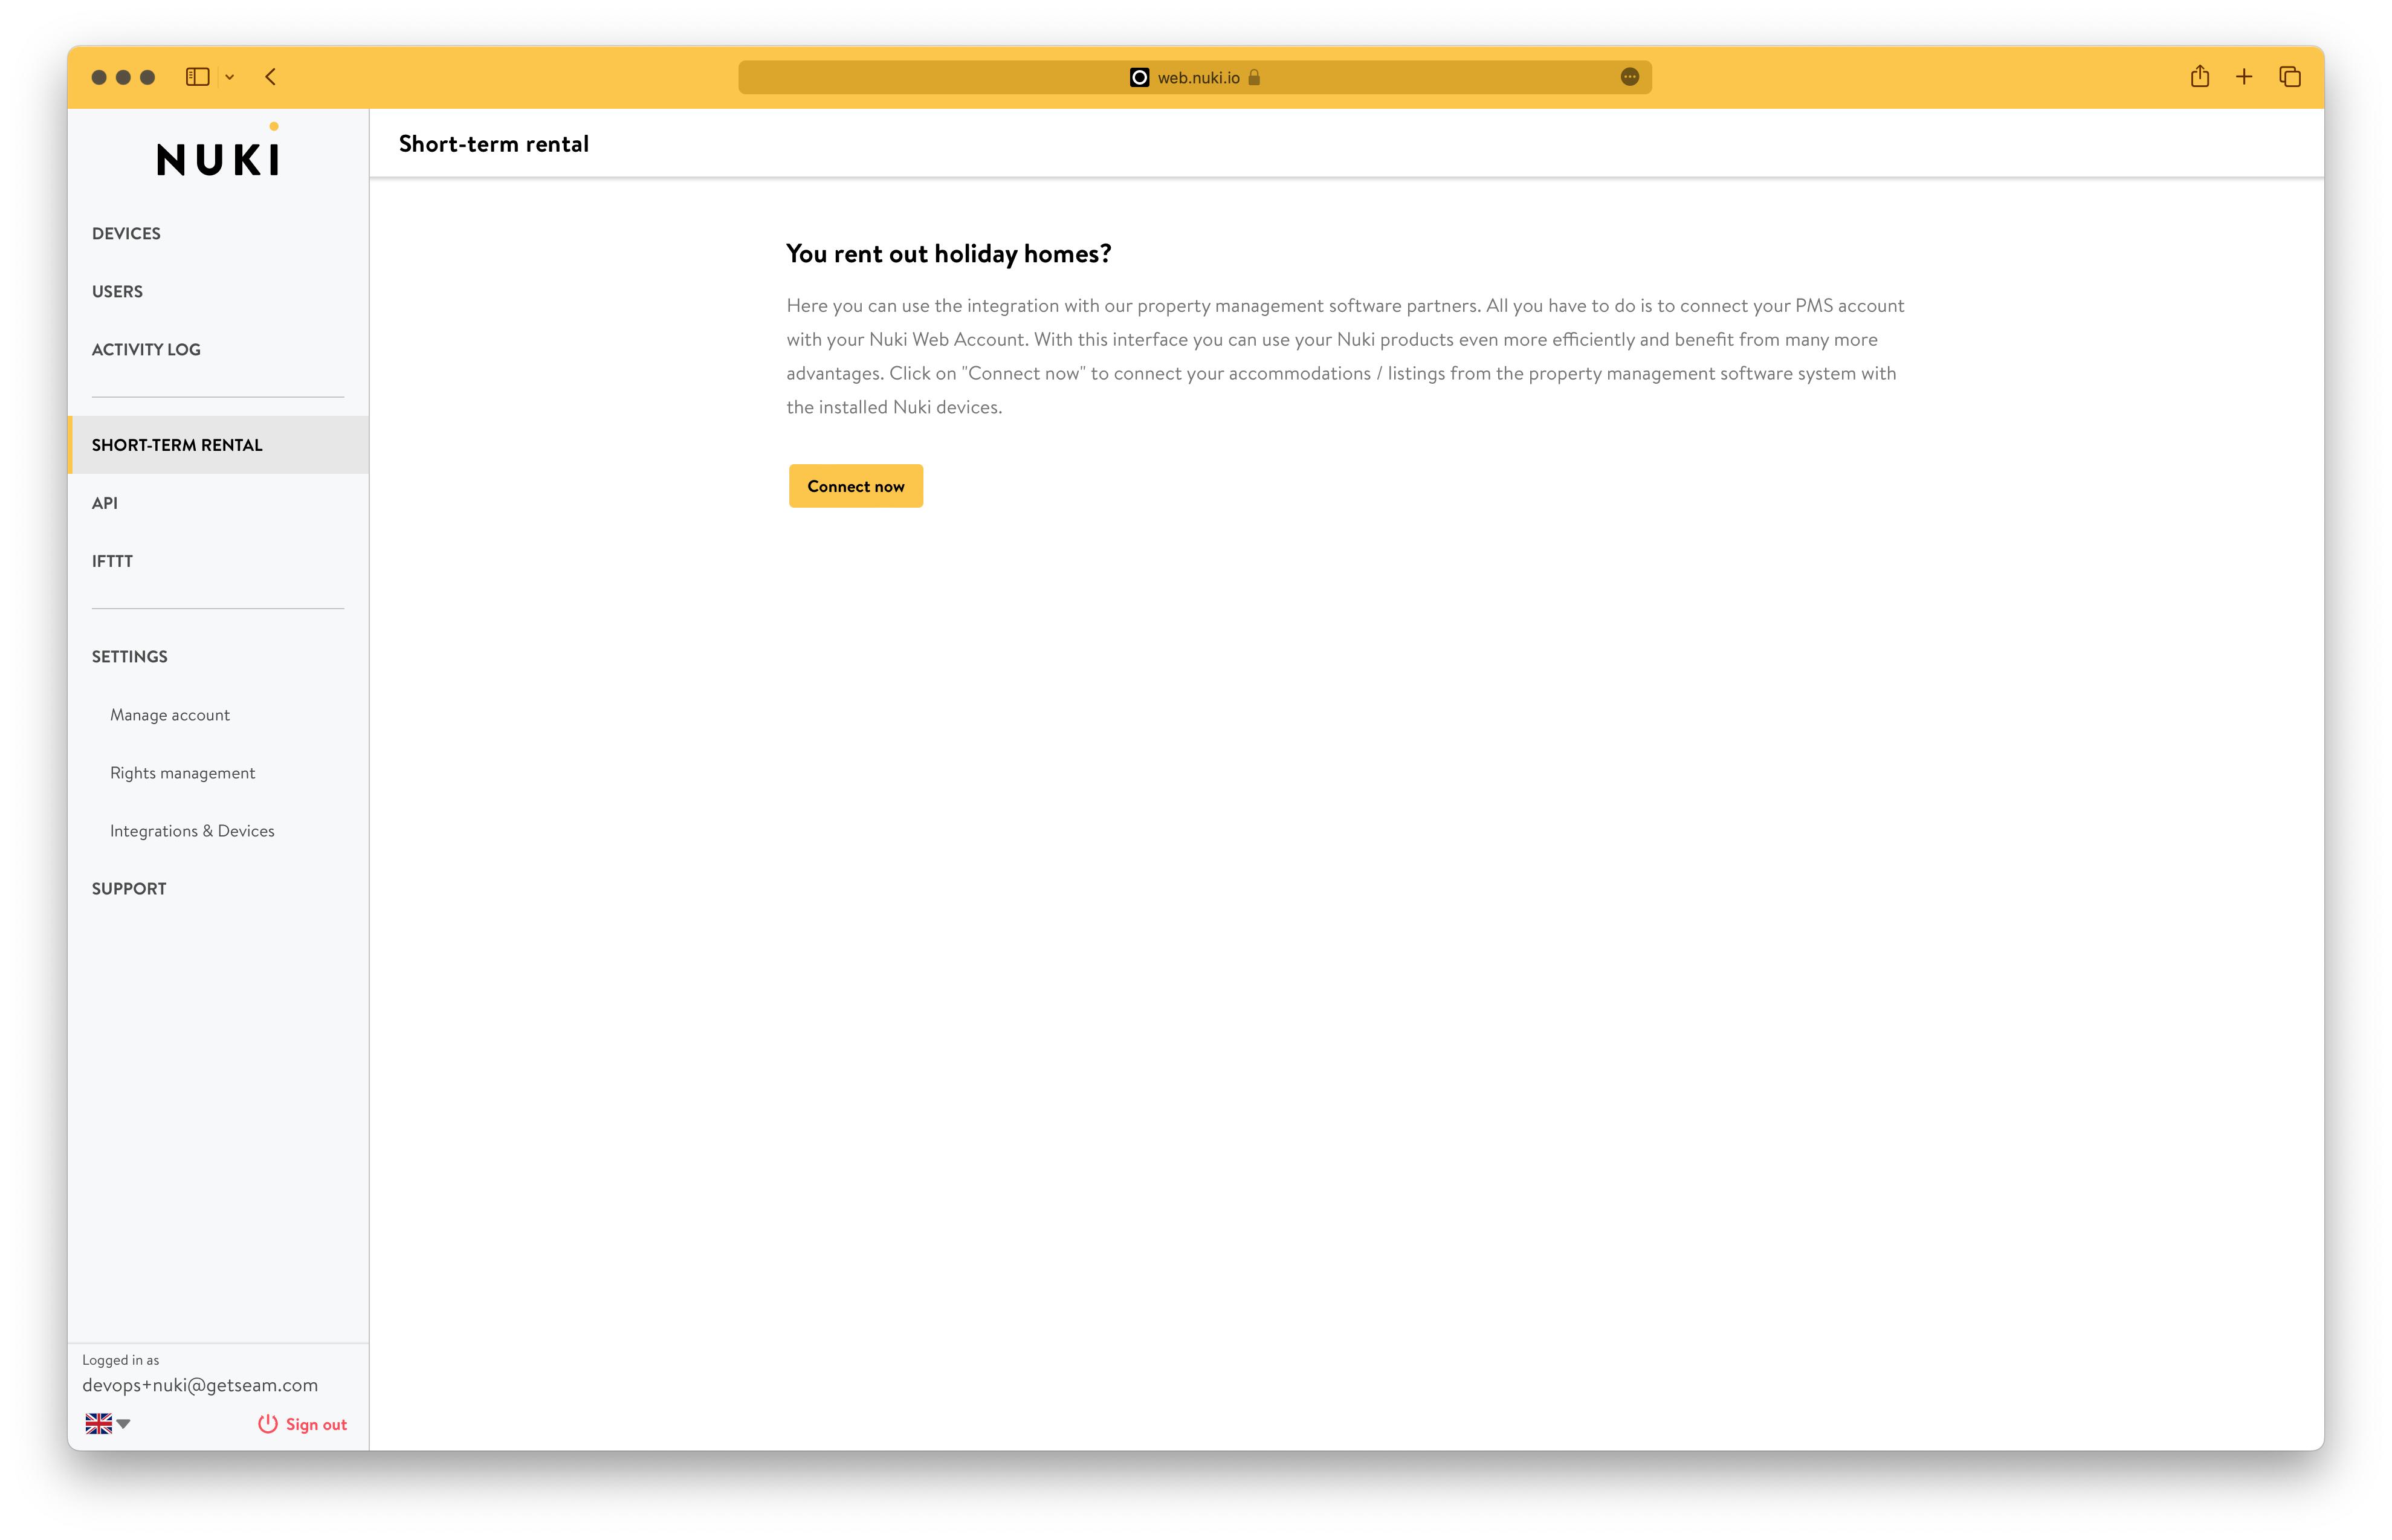 web.nuki.io
NUKI
DEVICES
USERS
ACTIVITY LOG
SHORT-TERM RENTAL
API
IFTTT
SETTINGS
Manage account
Rights management
Integrations & Devices
SUPPORT
Logged in as
devops+nuki@getseam.com
Sign out
Short-term rental
You rent out holiday homes?
Here you can use the integration with our property management software partners. All you have to do is to connect your PMS account
with your Nuki Web Account. With this interface you can use your Nuki products even more efficiently and benefit from many more
advantages. Click on "Connect now" to connect your accommodations / listings from the property management software system with
the installed Nuki devices.
Connect now